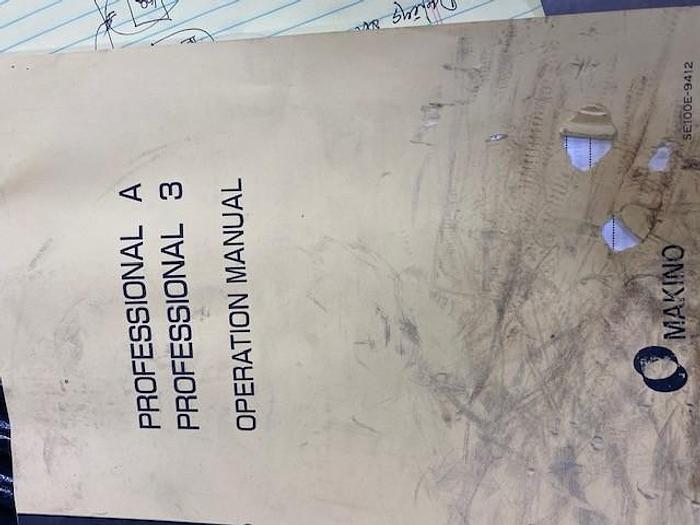 PROFESSIONAL A
PROFESSIONAL 3
OPERATION MANUAL
MAKINO
SE100E-9412